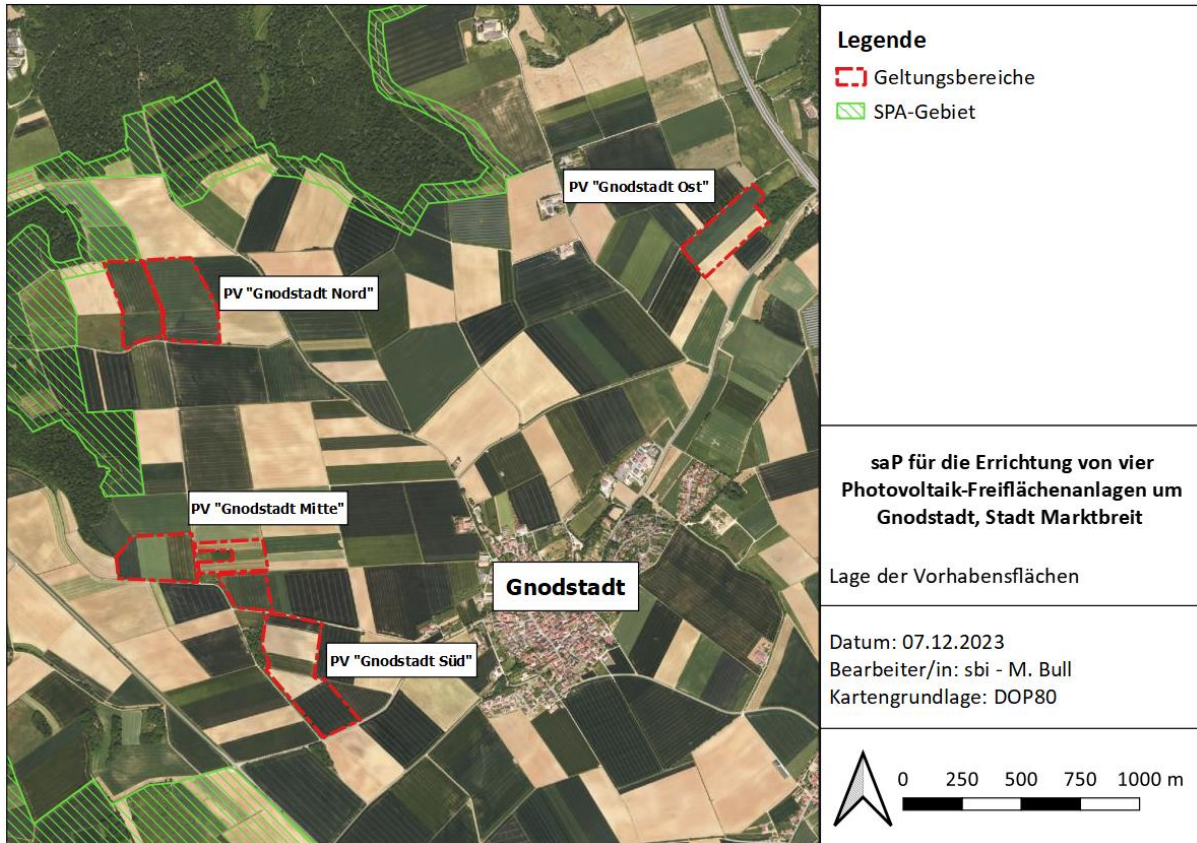 PV "Gnodstadt Ost"
PV "Gnodstadt Nord"
PV "Gnodstadt Mitte"
Gnodstadt
PV "Gnodstadt Süd"
Legende
Geltungsbereiche
SPA-Gebiet
saP für die Errichtung von vier
Photovoltaik-Freiflächenanlagen um
Gnodstadt, Stadt Marktbreit
Lage der Vorhabensflächen
Datum: 07.12.2023
Bearbeiter/in: sbi - M. Bull
Kartengrundlage: DOP80
0 250 500 750 1000 m